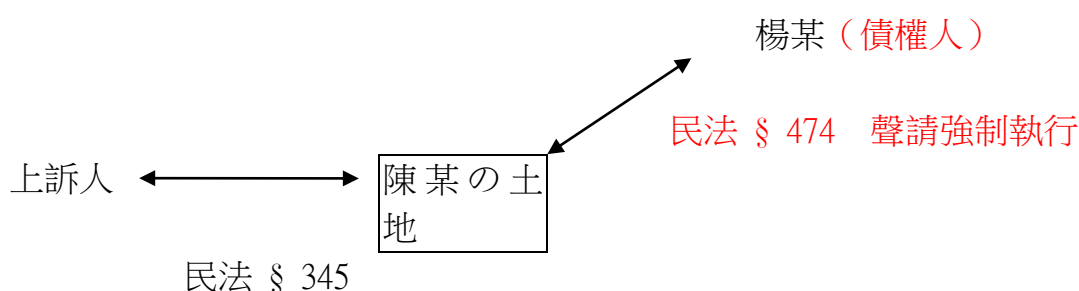 楊某（債權人）
民法 § 474　聲請強制執行
上訴人
陳某の土
地
民法 § 345